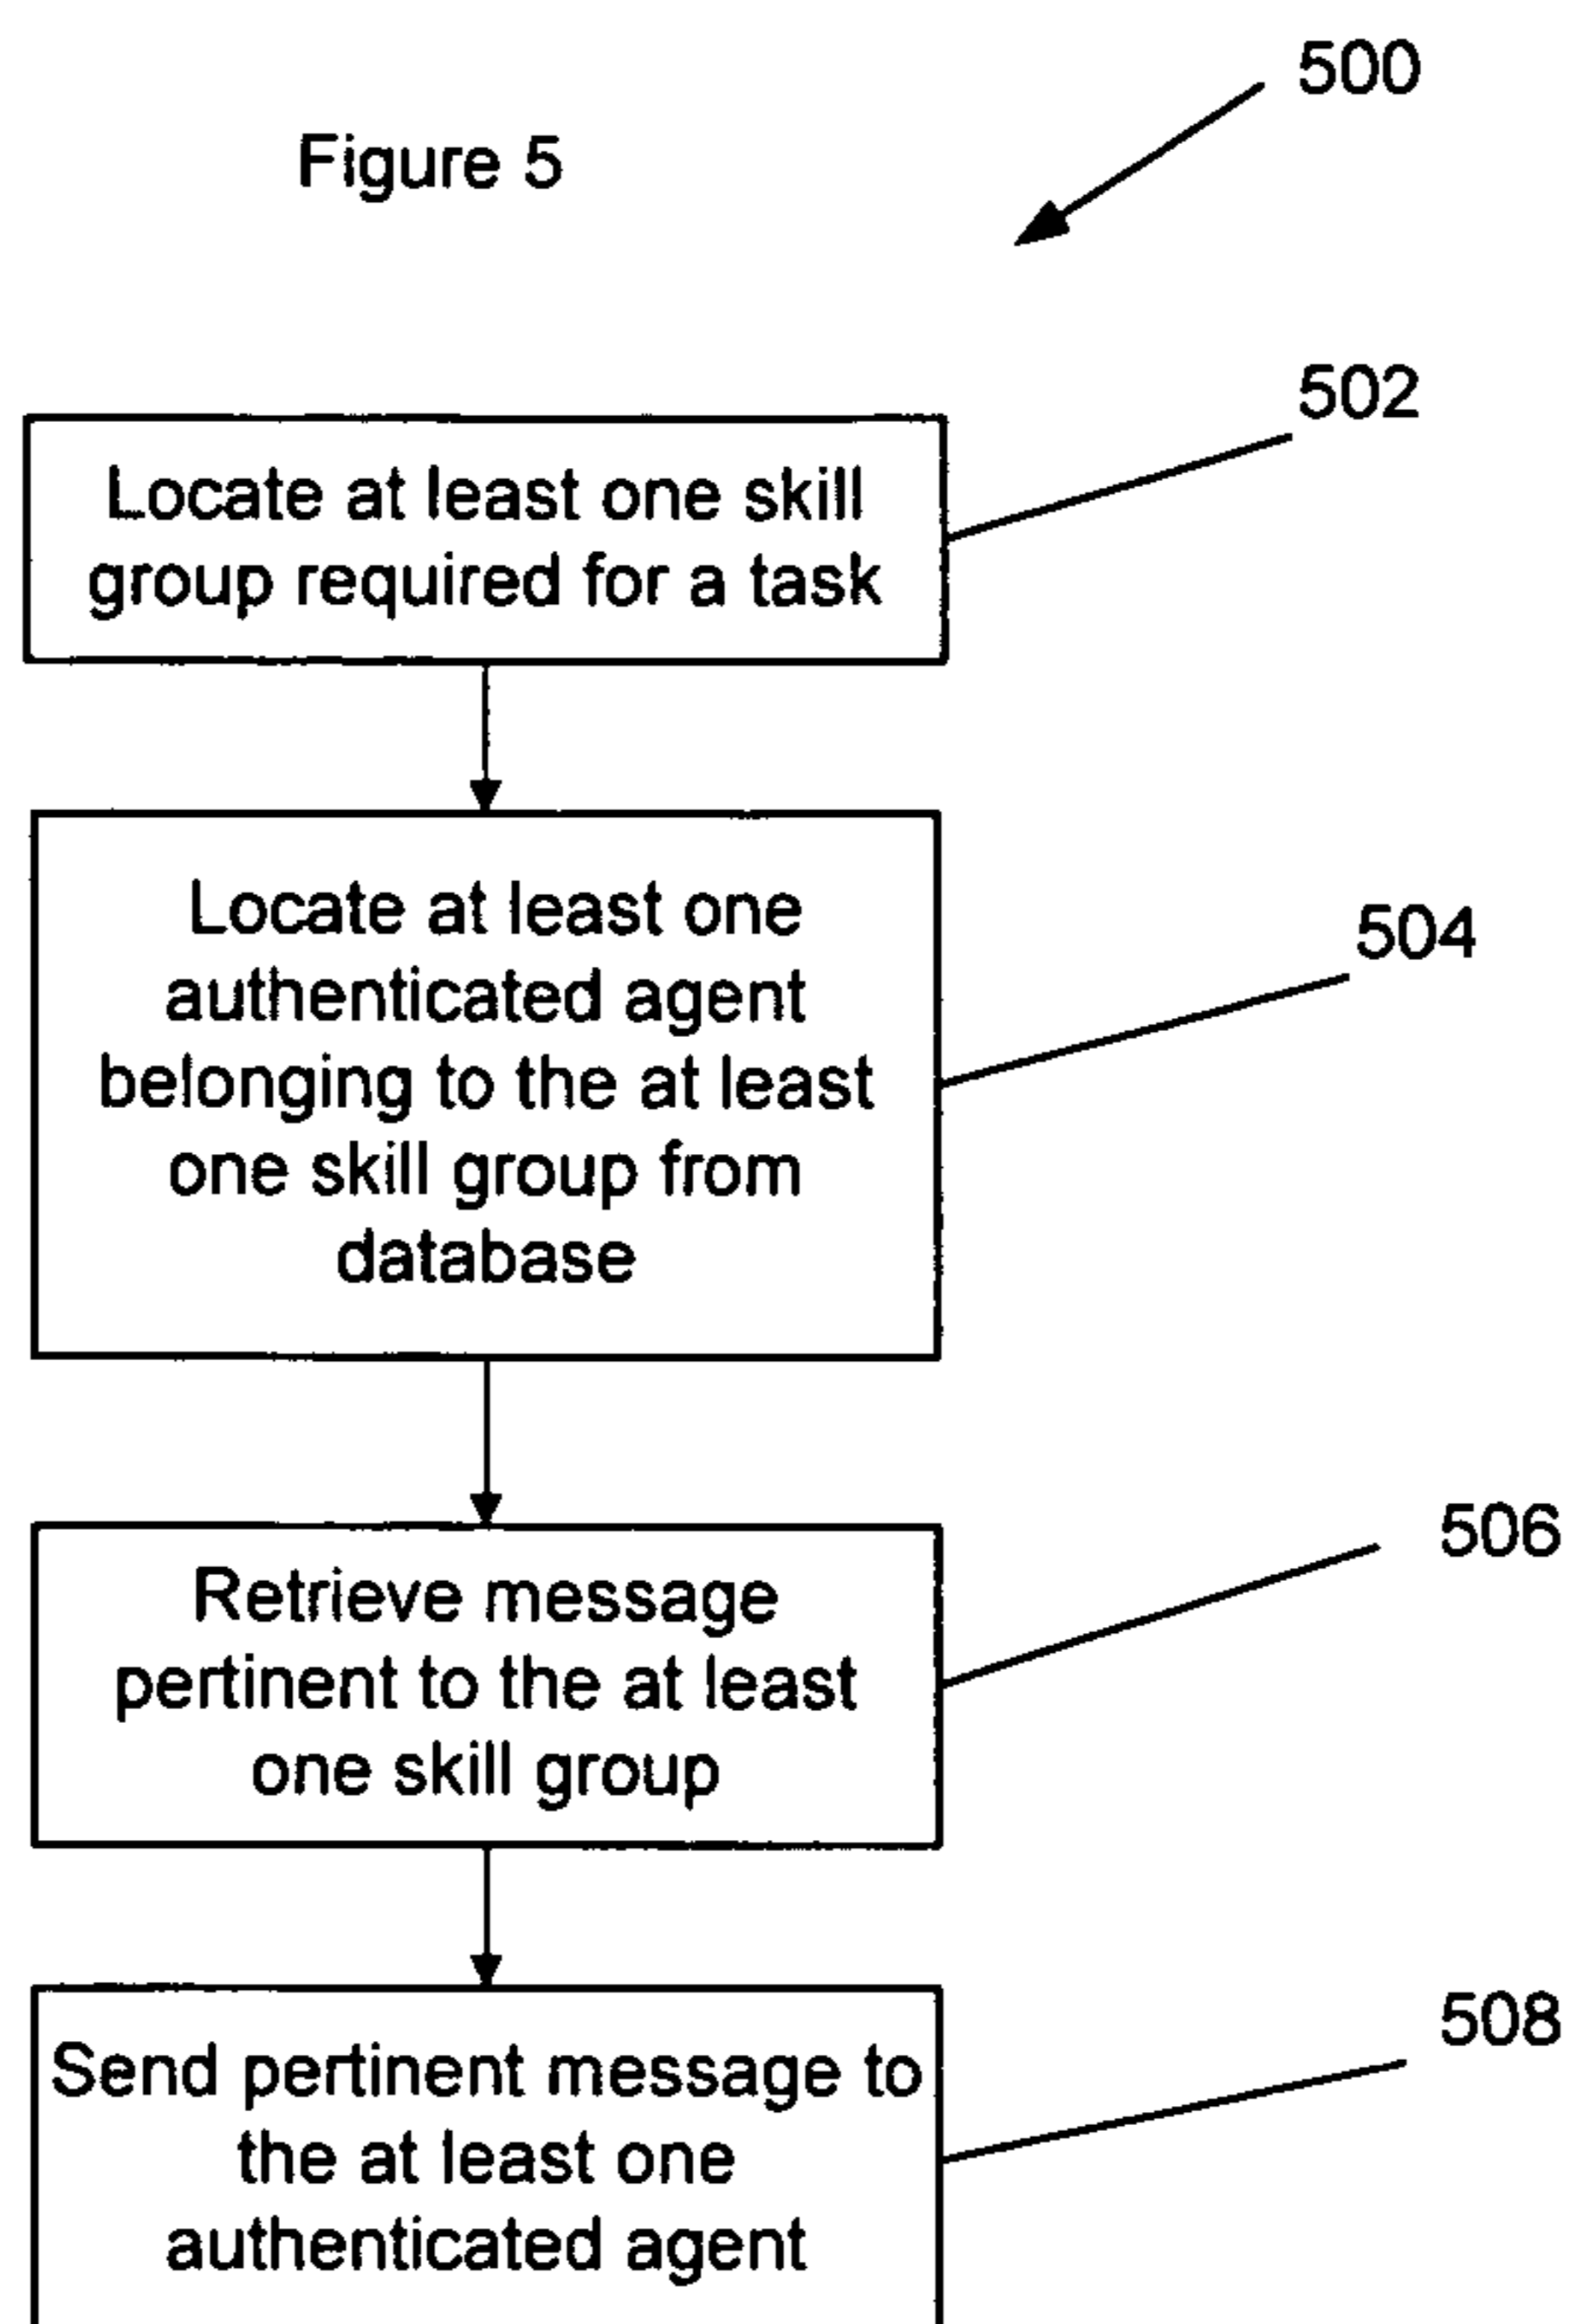 500
Figure 5
502
Locate at least one skill
group required for a task
504
Locate at least one
authenticated agent
belonging to the at least
one skill group from
database
506
Retrieve message
pertinent to the at least
one skill group
508
Send pertinent message to
the at least one
authenticated agent